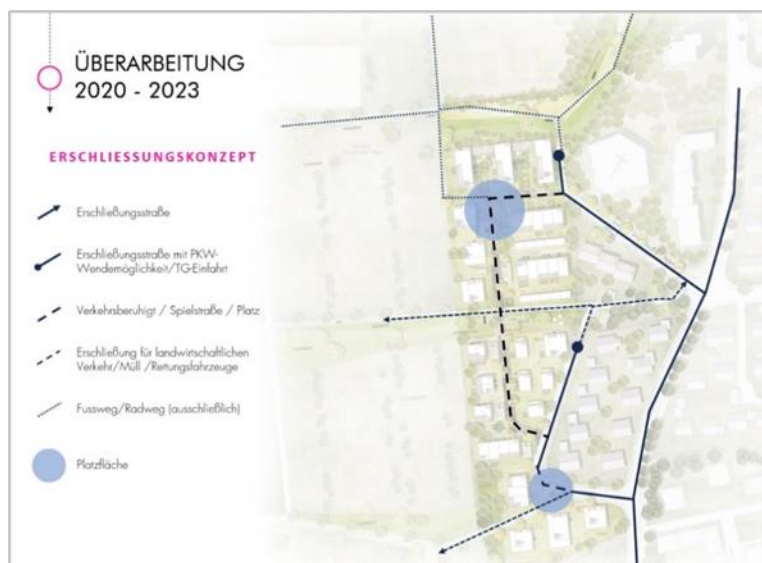 ÜBERARBEITUNG
2020 - 2023
ERSCHLIESSUNGSKONZEPT
Erschließungsstraße
Erschließungsstraße mit PKW-
Wendemöglichkeit/TG-Einfahrt
Verkehrsberuhigt / Spielstraße / Platz
Erschließung für landwirtschaftlichen
Verkehr/Müll /Rettungsfahrzeuge
Fussweg/Radweg (ausschließlich)
Platzfläche